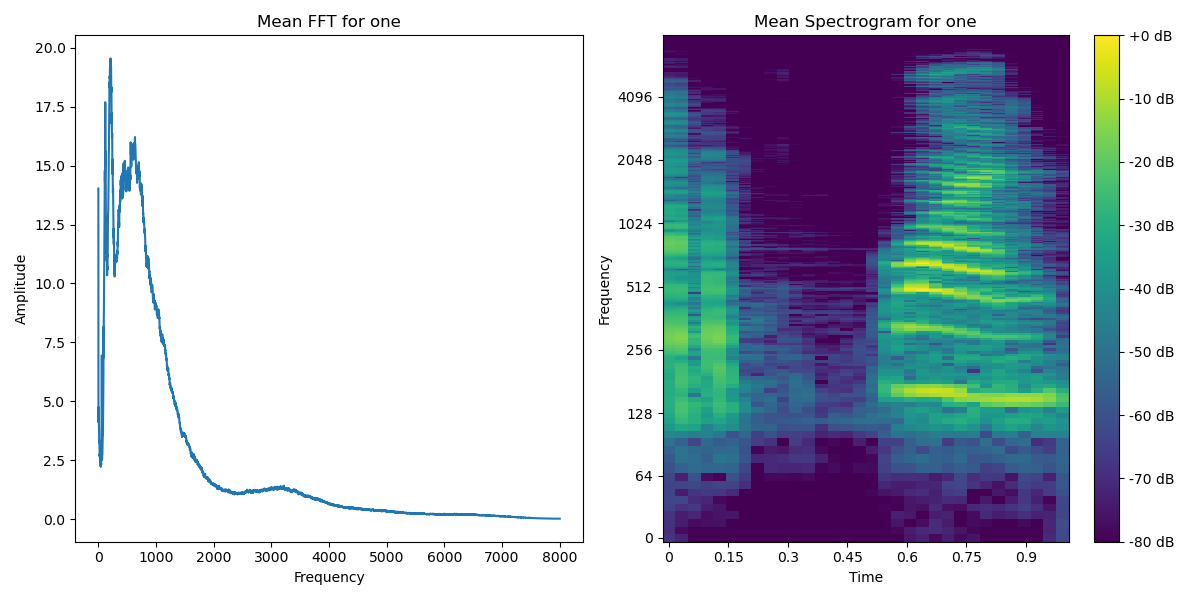 Mean FFT for one
20.0
17.5
15.0
12.5
10.0
7.5
5.0
2.5
0.0
Amplitude
0 1000 2000 3000 4000 5000 6000 7000 8000
Frequency
Mean Spectrogram for one
4096
2048
1024
512
256
128
64
0
Frequency
0 0.15 0.3 0.45 0.6 0.75 0.9
Time
+0 dB
-10 dB
-20 dB
-30 dB
-40 dB
-50 dB
-60 dB
-70 dB
-80 dB